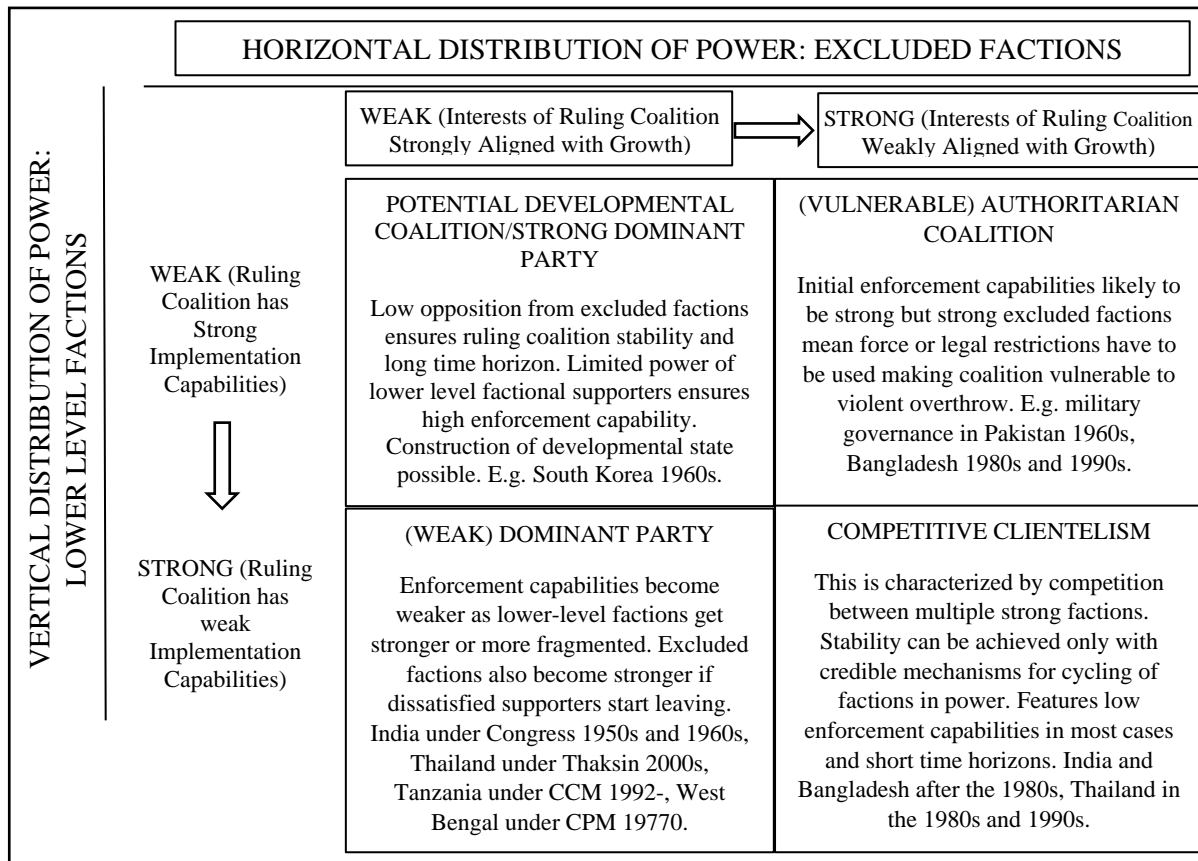 HORIZONTAL DISTRIBUTION OF POWER: EXCLUDED FACTIONS
VERTICAL DISTRIBUTION OF POWER:
LOWER LEVEL FACTIONS
WEAK (Interests of Ruling Coalition
Strongly Aligned with Growth)
STRONG (Interests of Ruling Coalition
Weakly Aligned with Growth)
WEAK (Ruling
Coalition has
Strong
Implementation
Capabilities)
POTENTIAL DEVELOPMENTAL
COALITION/STRONG DOMINANT
PARTY
Low opposition from excluded factions
ensures ruling coalition stability and
long time horizon. Limited power of
lower level factional supporters ensures
high enforcement capability.
Construction of developmental state
possible. E.g. South Korea 1960s.
(VULNERABLE) AUTHORITARIAN
COALITION
Initial enforcement capabilities likely to
be strong but strong excluded factions
mean force or legal restrictions have to
be used making coalition vulnerable to
violent overthrow. E.g. military
governance in Pakistan 1960s,
Bangladesh 1980s and 1990s.
STRONG (Ruling
Coalition has
weak
Implementation
Capabilities)
(WEAK) DOMINANT PARTY
Enforcement capabilities become
weaker as lower-level factions get
stronger or more fragmented. Excluded
factions also become stronger if
dissatisfied supporters start leaving.
India under Congress 1950s and 1960s,
Thailand under Thaksin 2000s,
Tanzania under CCM 1992-, West
Bengal under CPM 19770.
COMPETITIVE CLIENTELISM
This is characterized by competition
between multiple strong factions.
Stability can be achieved only with
credible mechanisms for cycling of
factions in power. Features low
enforcement capabilities in most cases
and short time horizons. India and
Bangladesh after the 1980s, Thailand in
the 1980s and 1990s.